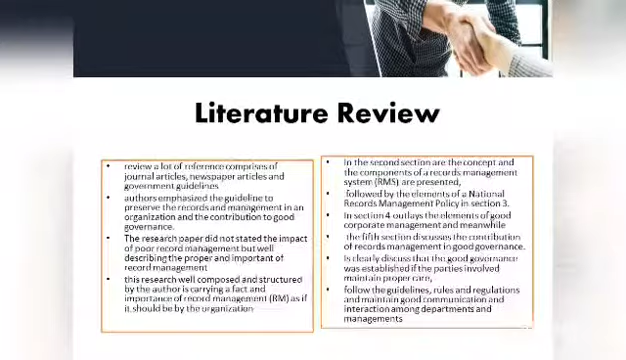 Literature Review
review a lot of reference comprises of
journal articles, newspaper articles and
government guidelines
authors emphasized the guideline to
preserve the records and management in an
organization and the contribution to good
governance.
The research paper did not stated the impact
of poor record management but well
describing the proper and important of
record management
this research well composed and structured
by the author is carrying a fact and
importance of record management (RM) as if
it should be by the organization
In the second section are the concept and
the components of a records management
system (RMS) are presented,
followed by the elements of a National
Records Management Policy in section 3.
In section 4 outlays the elements of good
corporate management and meanwhile
the fifth section discusses the contribution
of records management in good governance.
Is clearly discuss that the good governance
was established if the parties involved
maintain proper care,
follow the guidelines, rules and regulations
and maintain good communication and
interaction among departments and
managements